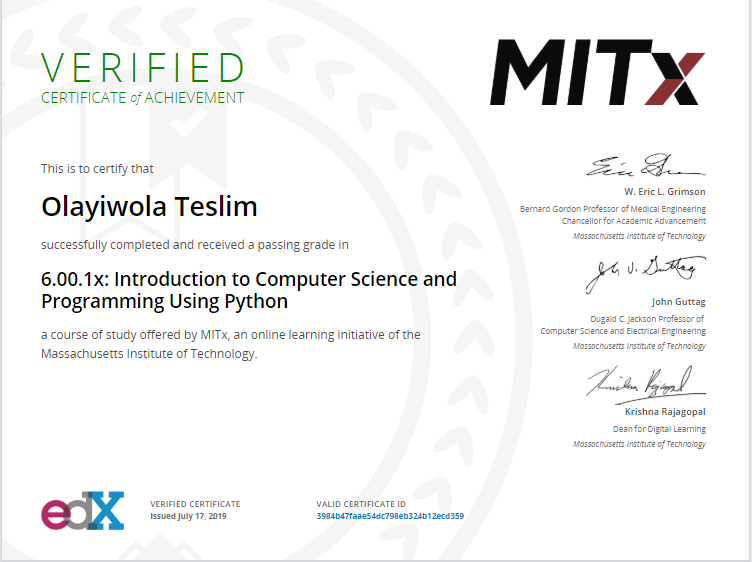 VERIFIED
CERTIFICATE of ACHIEVEMENT
MITx
This is to certify that
Olayiwola Teslim
successfully completed and received a passing grade in
6.00.1x: Introduction to Computer Science and
Programming Using Python
a course of study offered by MITx, an online learning initiative of the
Massachusetts Institute of Technology.
W. Eric L. Grimson
Bernard Gordon Professor of Medical Engineering
Chancellor for Academic Advancement
Massachusetts Institute of Technology
John V. Guttag
John Guttag
Dugald C. Jackson Professor of
Computer Science and Electrical Engineering
Massachusetts Institute of Technology
Krishna Rajagopal
Krishna Rajagopal
Dean for Digital Learning
Massachusetts Institute of Technology
edX
VERIFIED CERTIFICATE
Issued July 17, 2019
VALID CERTIFICATE ID
3984b47faae54dc798eb324b12ecd359